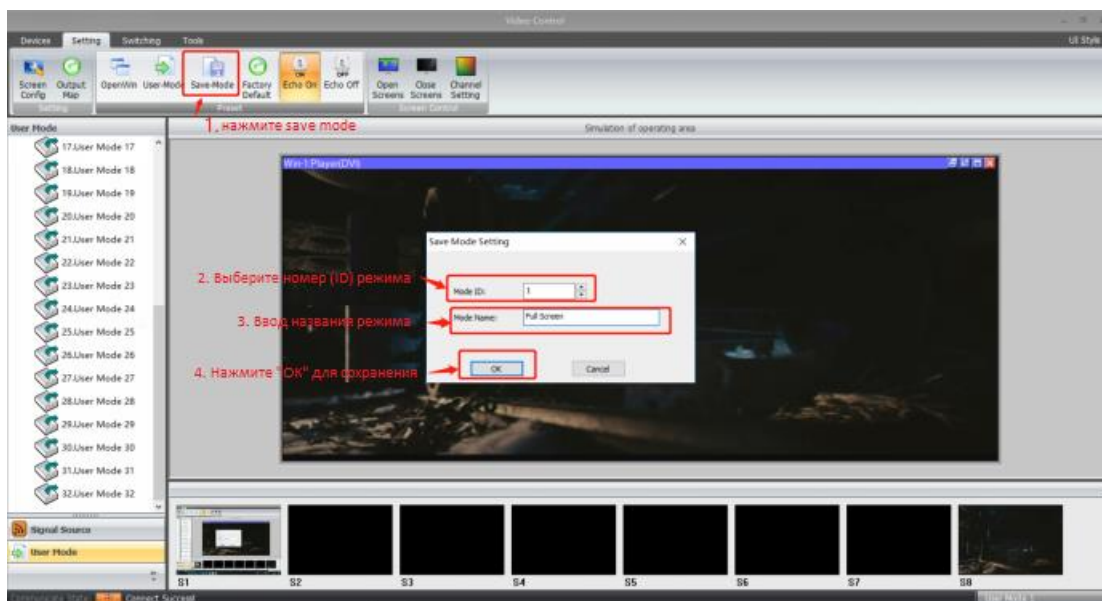 Video Control
Devices Setting Switching Tools
UI Style
Screen Config
Output Map
OpenWin
User-Mode
Save-Mode
Factory Default
Echo On
Echo Off
Open Screens
Close Screens
Channel Setting
Setting
Preset
Screen Control
1, нажмите save mode
User Mode
Simulation of operating area
17.User Mode 17
18.User Mode 18
19.User Mode 19
20.User Mode 20
21.User Mode 21
22.User Mode 22
23.User Mode 23
24.User Mode 24
25.User Mode 25
26.User Mode 26
27.User Mode 27
28.User Mode 28
29.User Mode 29
30.User Mode 30
31.User Mode 31
32.User Mode 32
Win-1:Player(DVI)
Save Mode Setting
2. Выберите номер (ID) режима
Mode ID: 1
3. Ввод названия режима
Mode Name: Full Screen
4. Нажмите "ОК" для сохранения
OK Cancel
Signal Source
User Mode
S1 S2 S3 S4 S5 S6 S7 S8
Communicate State: Connect Success!
User Mode 1